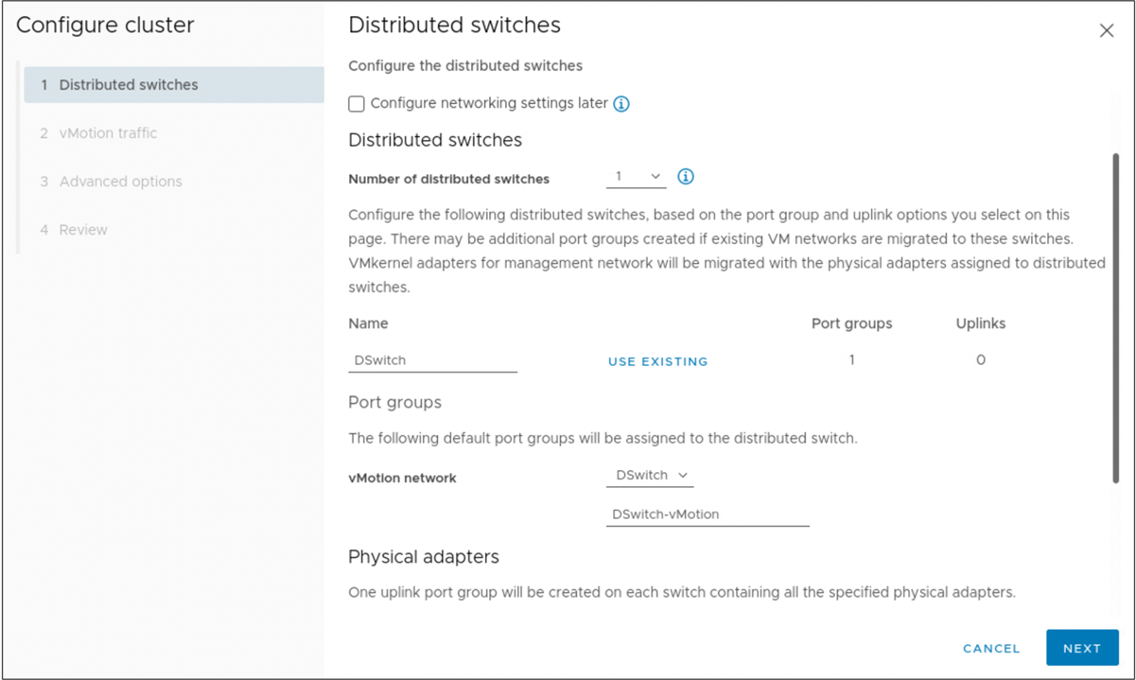 Configure cluster
1 Distributed switches
2 vMotion traffic
3 Advanced options
4 Review
Distributed switches
Configure the distributed switches
Configure networking settings later
Distributed switches
Number of distributed switches 1
Configure the following distributed switches, based on the port group and uplink options you select on this
page. There may be additional port groups created if existing VM networks are migrated to these switches.
VMkernel adapters for management network will be migrated with the physical adapters assigned to distributed
switches.
Name Port groups Uplinks
DSwitch USE EXISTING 1 0
Port groups
The following default port groups will be assigned to the distributed switch.
vMotion network DSwitch
DSwitch-vMotion
Physical adapters
One uplink port group will be created on each switch containing all the specified physical adapters.
CANCEL NEXT